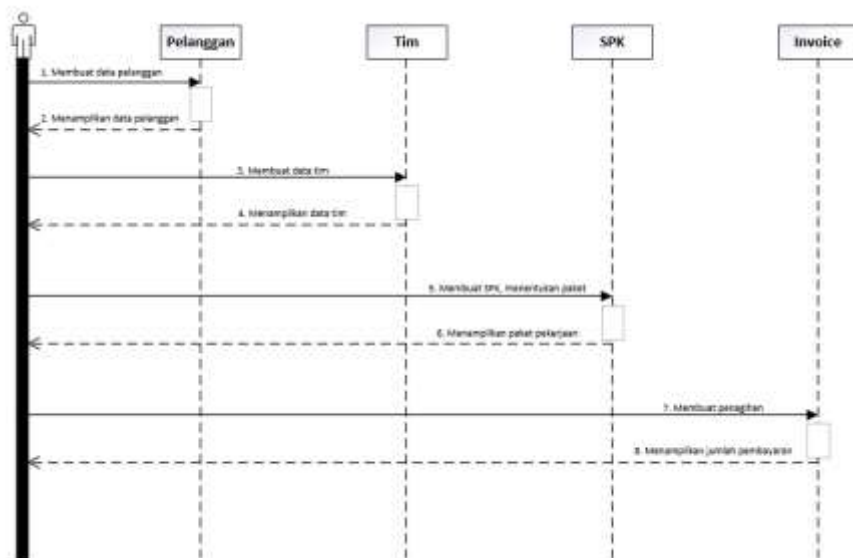 Pelanggan
Tim
SPK
Invoice
1. Membuat data pelanggan
2. Menampilkan data pelanggan
3. Membuat data tim
4. Menampilkan data tim
5. Membuat SPK, menentukan paket
6. Menampilkan paket pekerjaan
7. Membuat penagihan
8. Menampilkan jumlah pembayaran